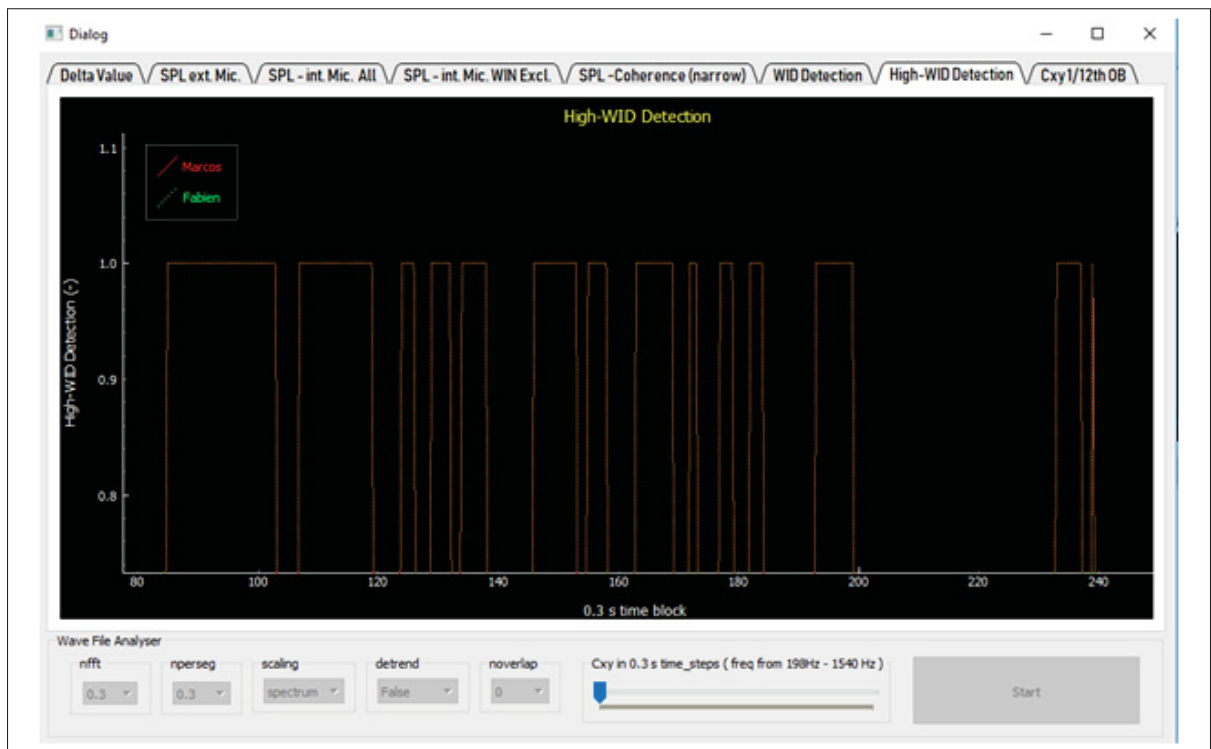 Dialog
Delta Value SPL ext. Mic. SPL - int. Mic. All SPL - int. Mic. WIN Excl. SPL -Coherence (narrow) WID Detection High-WID Detection Cxy1/12th OB
High-WID Detection
Marcos
Fabien
1.1
1.0
0.9
0.8
High-WID Detection (-)
80 100 120 140 160 180 200 220 240
0.3 s time block
Wave File Analyser
nfft nperseg scaling detrend noverlap Cxy in 0.3 s time_steps ( freq from 198Hz - 1540 Hz )
0.3 0.3 spectrum False 0 Start